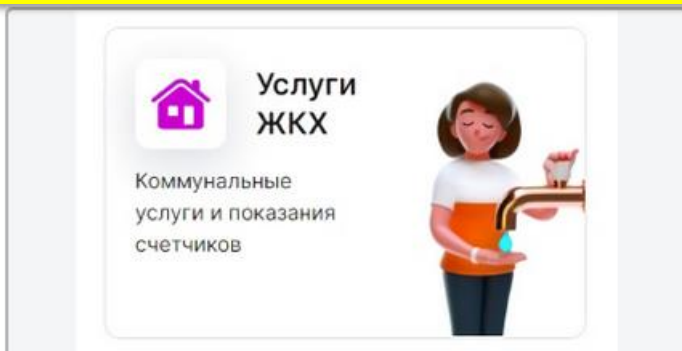 Услуги
ЖКХ
Коммунальные
услуги и показания
счетчиков